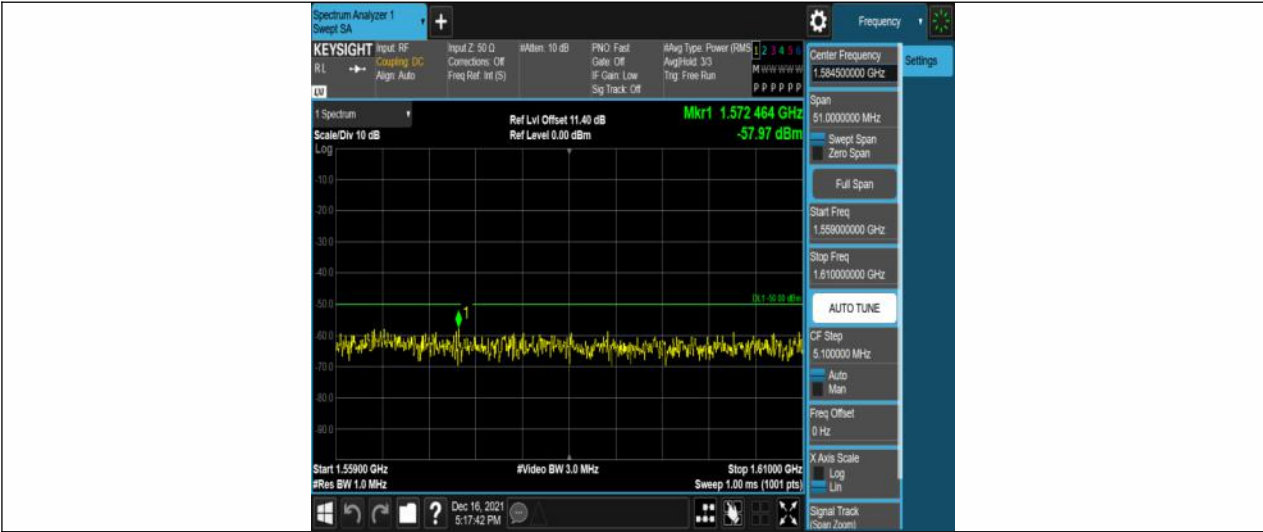 Spectrum Analyzer 1
Swept SA
Frequency
KEYSIGHT
RL
Input: RF
Coupling: DC
Align: Auto
Input Z: 50 Ω
Corrections: Off
Freq Ref: Int (S)
#Atten: 10 dB
PNO: Fast
Gate: Off
IF Gain: Low
Sig Track: Off
#Avg Type: Power (RMS
Avg|Hold: 3/3
Trig: Free Run
1 2 3 4 5 6
M W W W W W
P P P P P P
LV
1 Spectrum
Scale/Div 10 dB
Ref Lvl Offset 11.40 dB
Ref Level 0.00 dBm
Mkr1 1.572 464 GHz
-57.97 dBm
Log
-10.0
-20.0
-30.0
-40.0
-50.0
-60.0
-70.0
-80.0
-90.0
DL1 -50.00 dBm
1
Start 1.55900 GHz
#Res BW 1.0 MHz
#Video BW 3.0 MHz
Stop 1.61000 GHz
Sweep 1.00 ms (1001 pts)
Center Frequency
1.584500000 GHz
Settings
Span
51.0000000 MHz
Swept Span
Zero Span
Full Span
Start Freq
1.559000000 GHz
Stop Freq
1.610000000 GHz
AUTO TUNE
CF Step
5.100000 MHz
Auto
Man
Freq Offset
0 Hz
X Axis Scale
Log
Lin
Signal Track
(Span Zoom)
?
Dec 16, 2021
5:17:42 PM